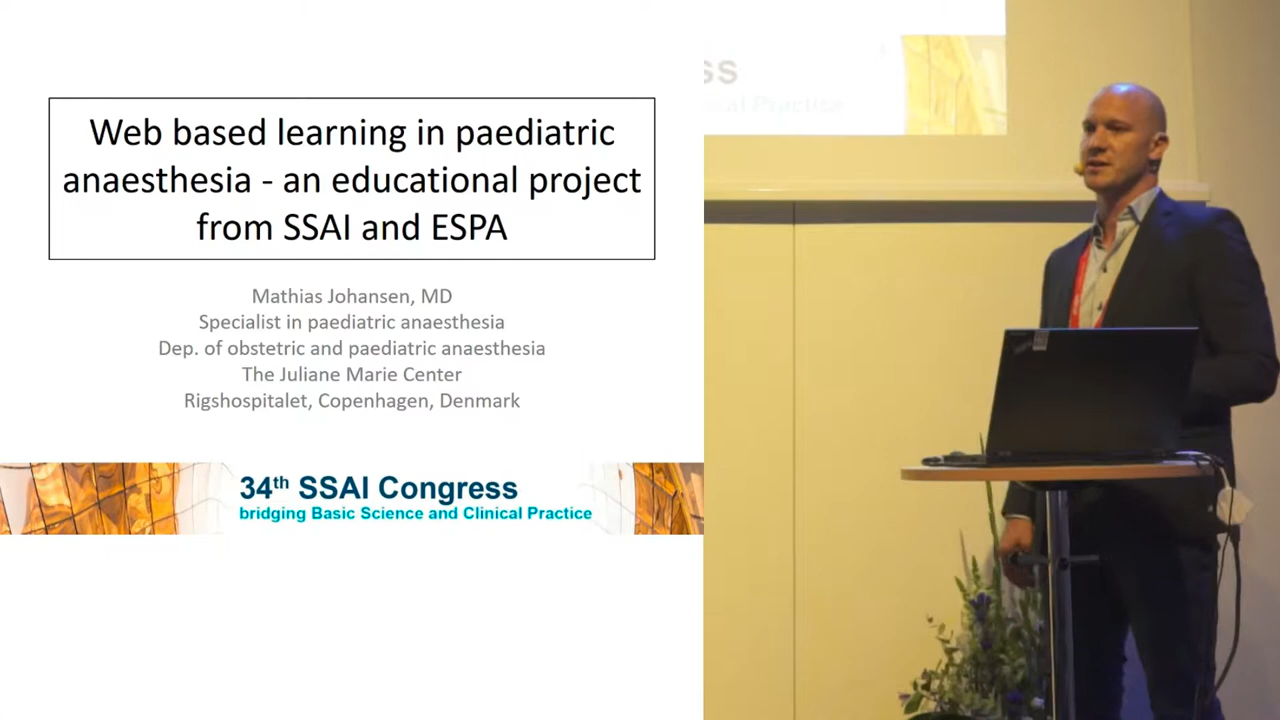 Web based learning in paediatric
anaesthesia - an educational project
from SSAI and ESPA
Mathias Johansen, MD
Specialist in paediatric anaesthesia
Dep. of obstetric and paediatric anaesthesia
The Juliane Marie Center
Rigshospitalet, Copenhagen, Denmark
34th SSAI Congress
bridging Basic Science and Clinical Practice
ss
Practice